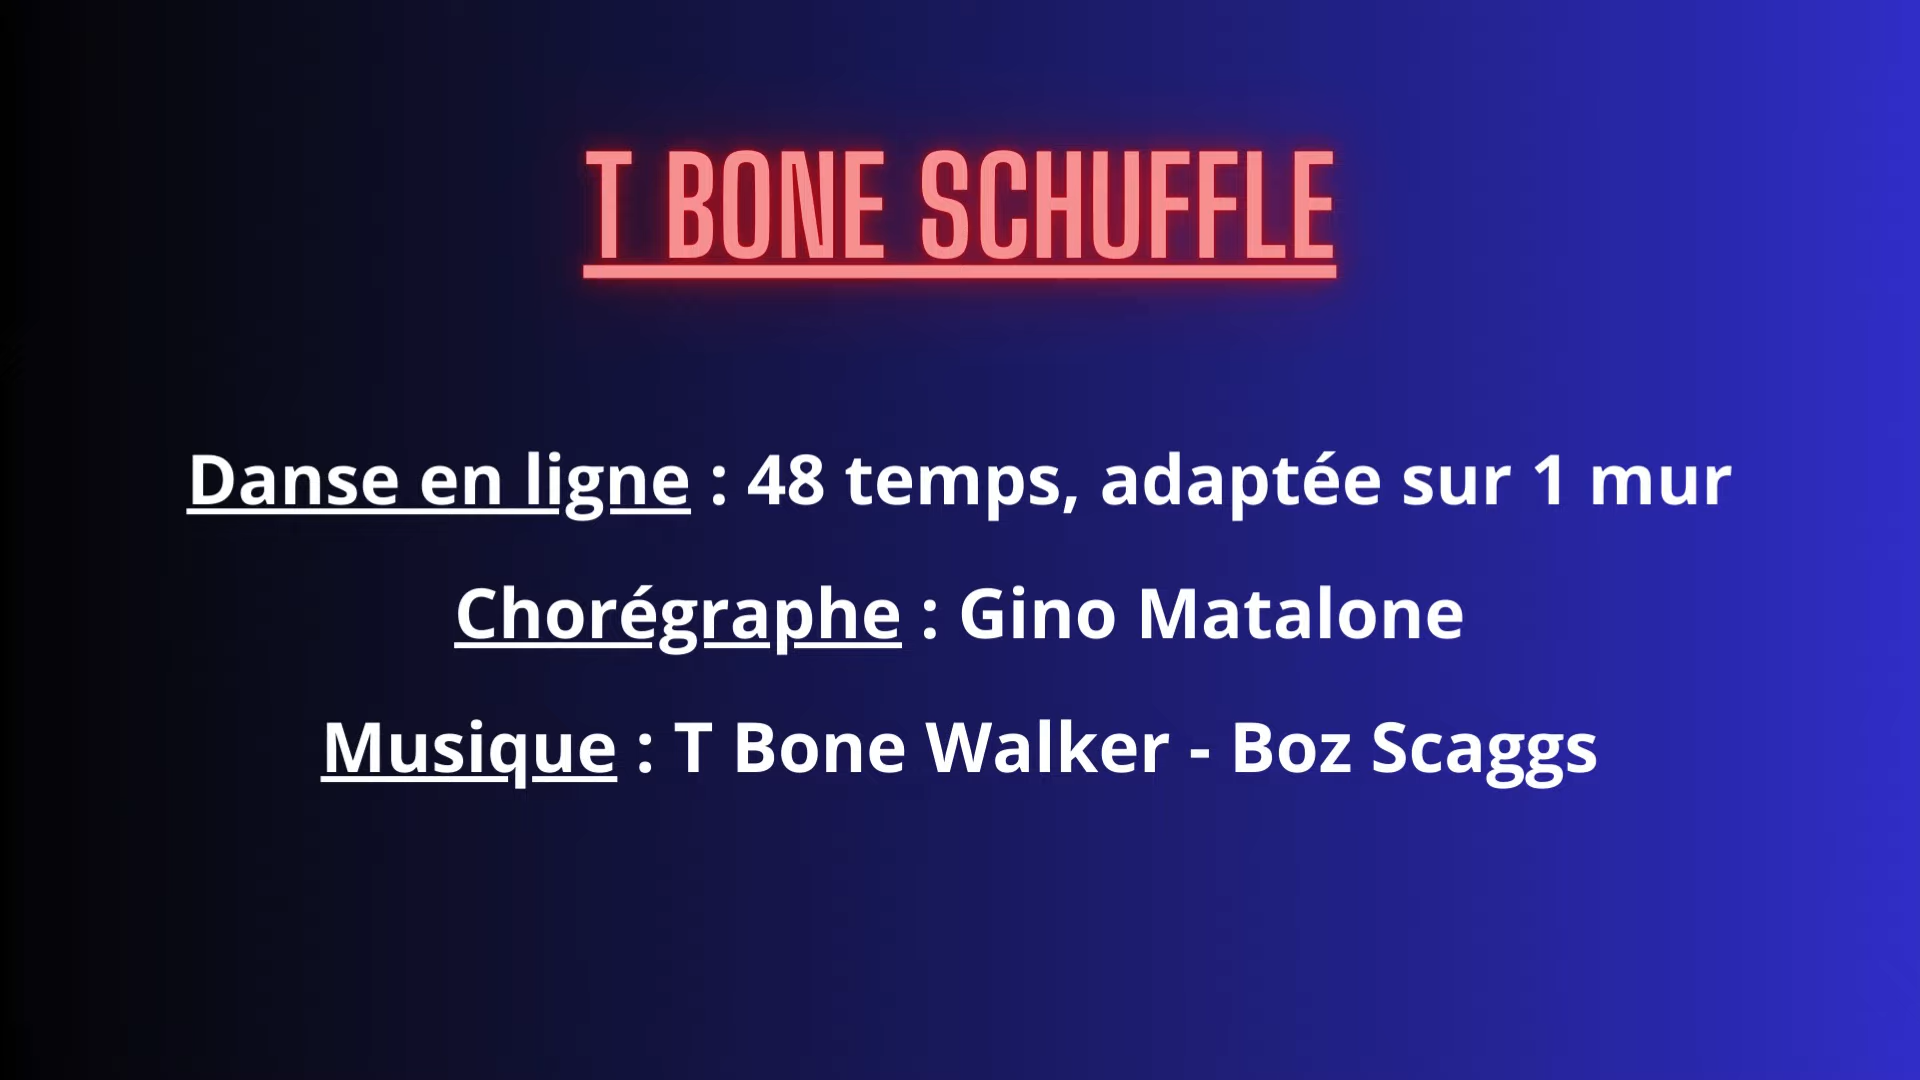 T BONE SCHUFFLE
Danse en ligne : 48 temps, adaptée sur 1 mur
Chorégraphe : Gino Matalone
Musique : T Bone Walker - Boz Scaggs